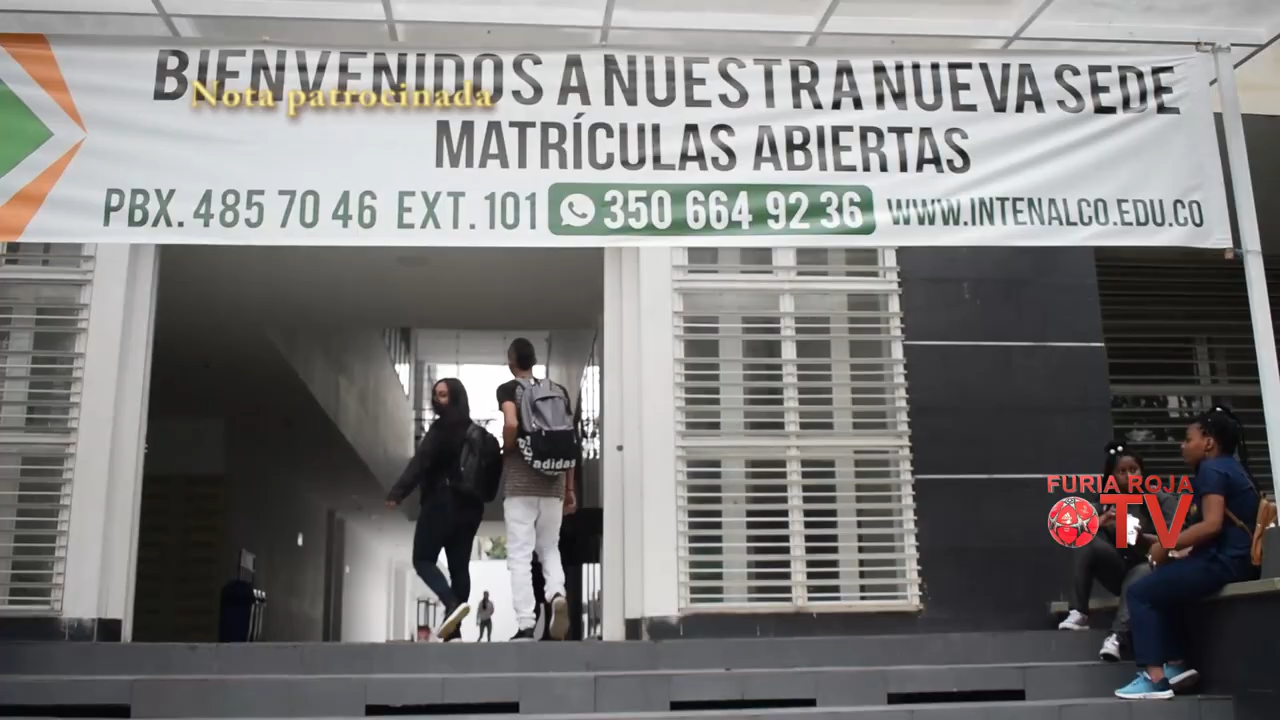 BIENVENIDOS A NUESTRA NUEVA SEDE
Nota patrocinada
MATRÍCULAS ABIERTAS
PBX. 485 70 46 EXT. 101 350 664 92 36 WWW.INTENALCO.EDU.CO
adidas
FURIA ROJA
TV